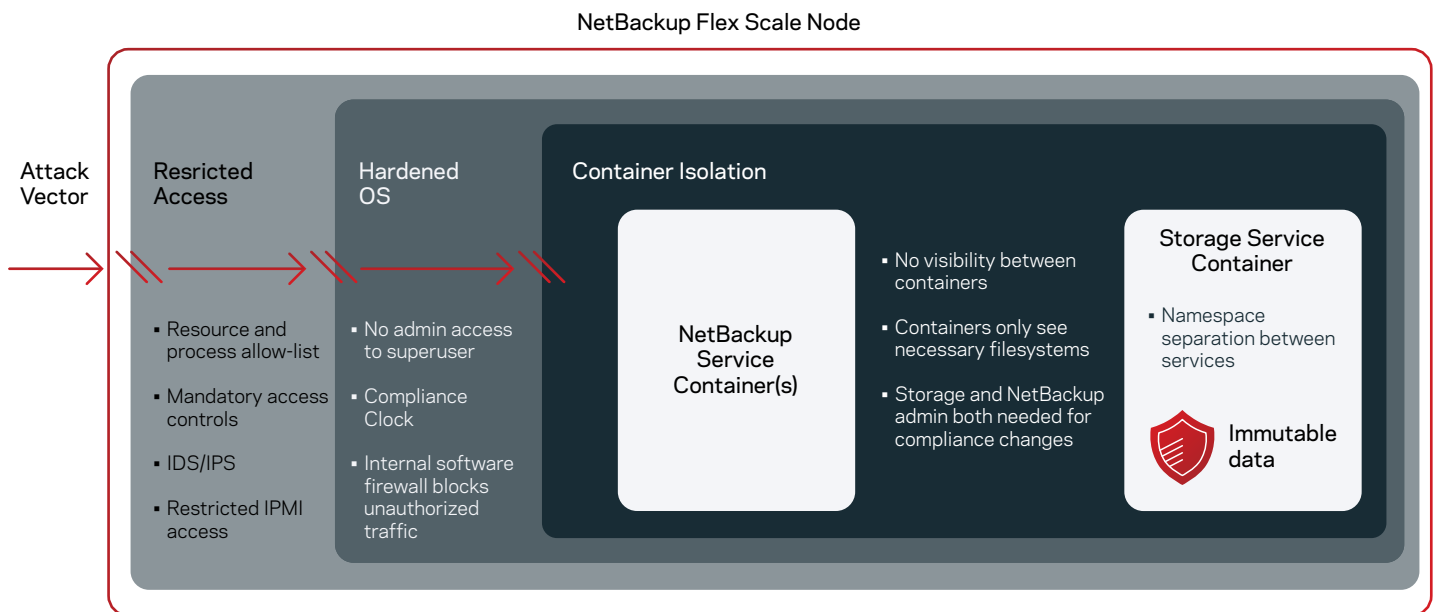 NetBackup Flex Scale Node
Attack
Vector
Resricted
Access
▪ Resource and
process allow-list
▪ Mandatory access
controls
▪ IDS/IPS
▪ Restricted IPMI
access
Hardened
OS
▪ No admin access
to superuser
▪ Compliance
Clock
▪ Internal software
firewall blocks
unauthorized
traffic
Container Isolation
NetBackup
Service
Container(s)
▪ No visibility between
containers
▪ Containers only see
necessary filesystems
▪ Storage and NetBackup
admin both needed for
compliance changes
Storage Service
Container
▪ Namespace
separation between
services
Immutable
data